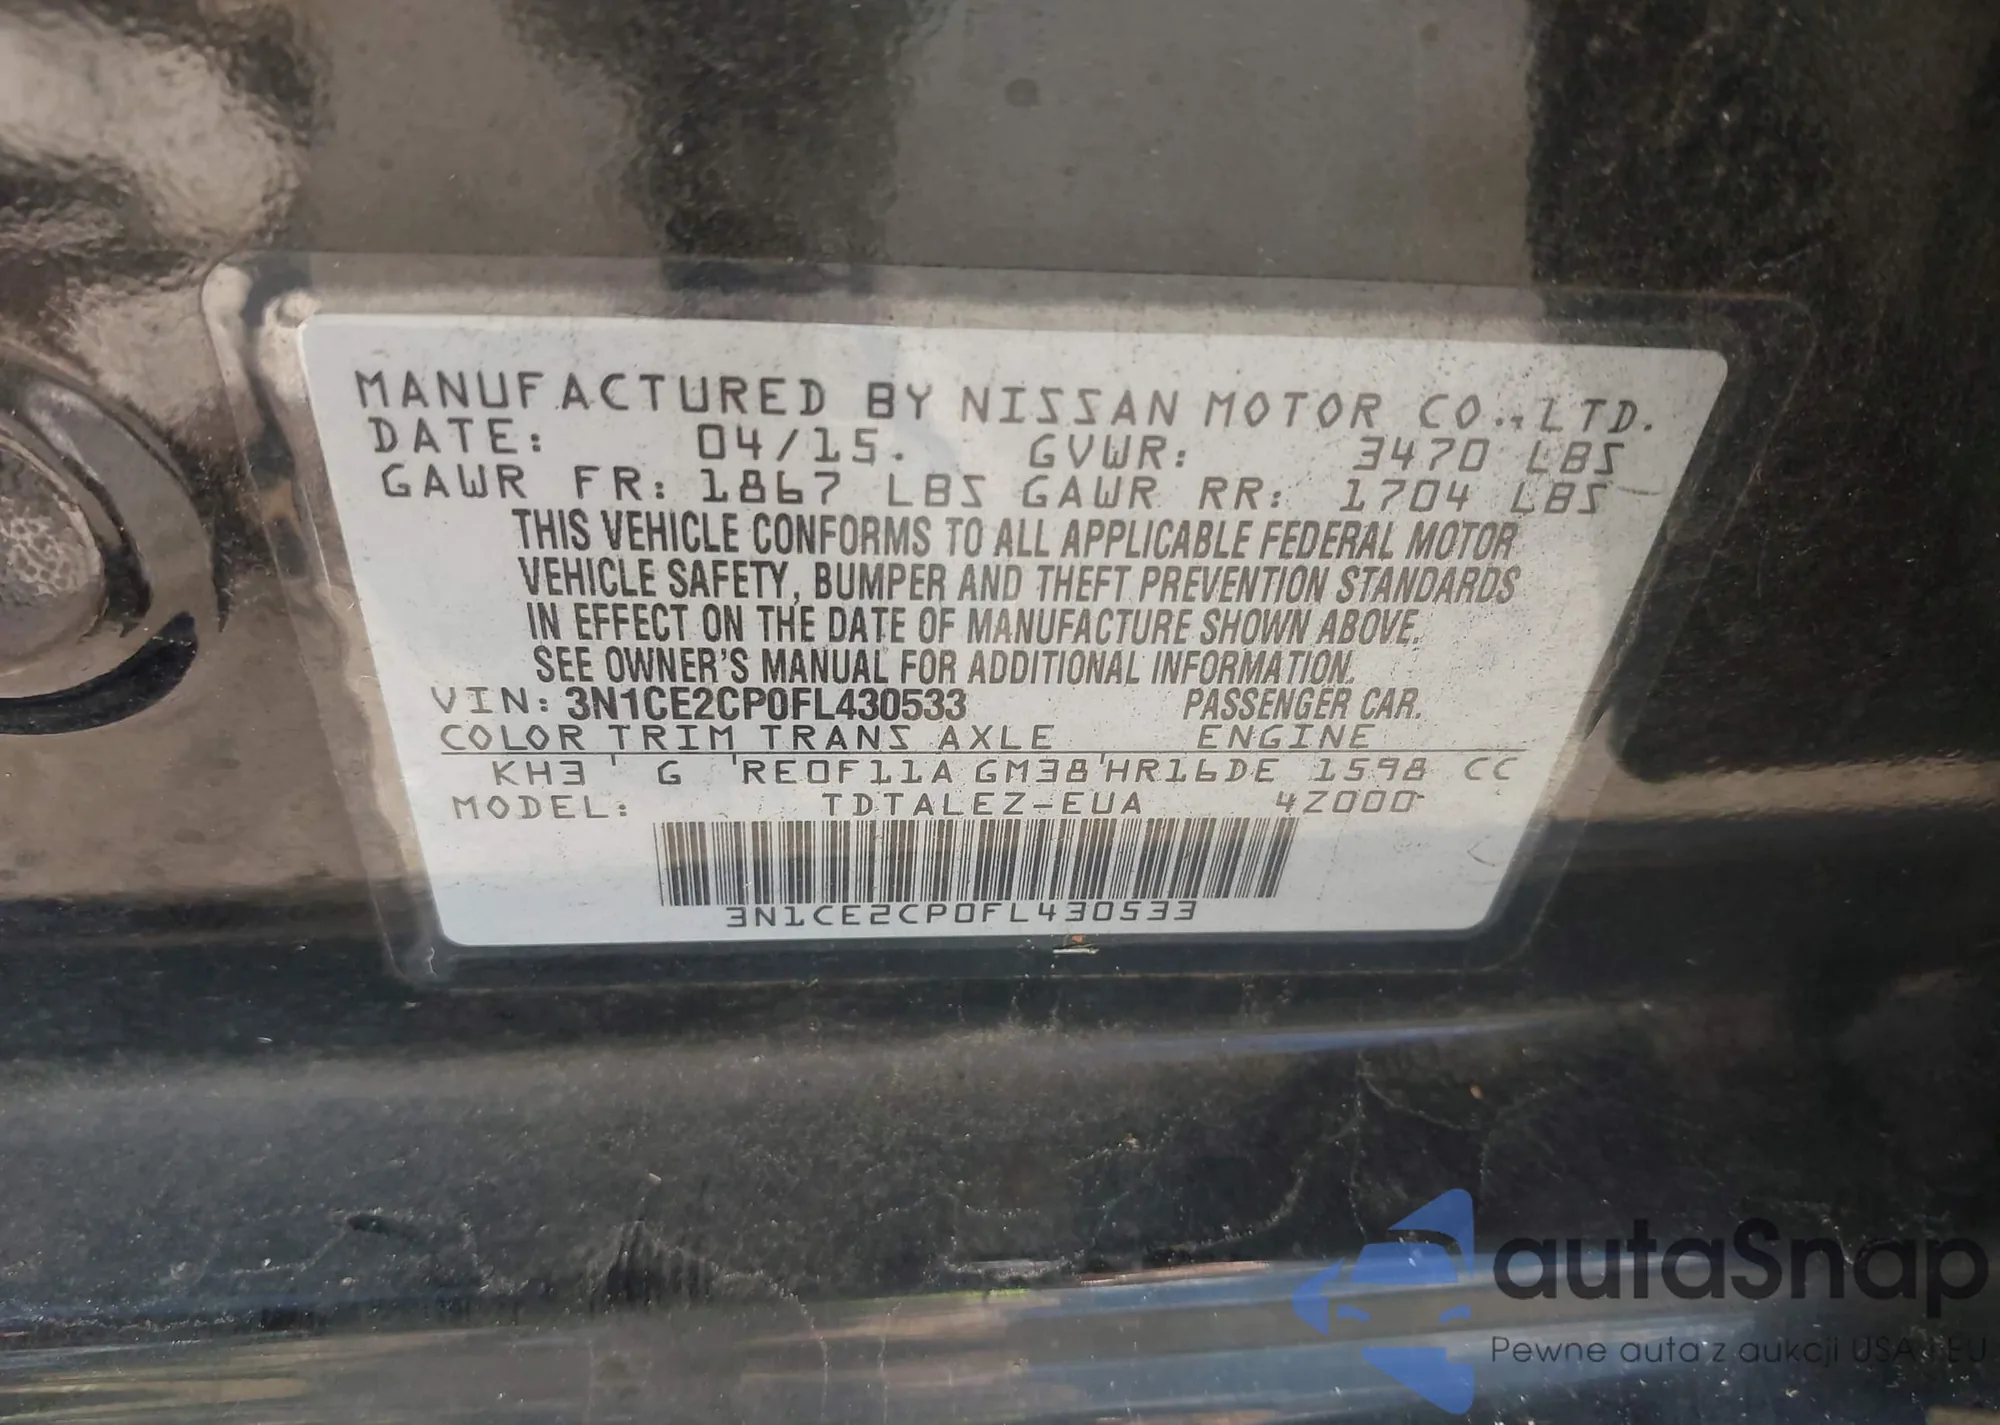 MANUFACTURED BY NISSAN MOTOR CO.,LTD.
DATE: 04/15. GVWR: 3470 LBS
GAWR FR: 1867 LBS GAWR RR: 1704 LBS
THIS VEHICLE CONFORMS TO ALL APPLICABLE FEDERAL MOTOR
VEHICLE SAFETY, BUMPER AND THEFT PREVENTION STANDARDS
IN EFFECT ON THE DATE OF MANUFACTURE SHOWN ABOVE.
SEE OWNER'S MANUAL FOR ADDITIONAL INFORMATION.
VIN: 3N1CE2CP0FL430533 PASSENGER CAR.
COLOR TRIM TRANS AXLE ENGINE
KH3 ' G 'RE0F11A GM38'HR16DE 1598 CC
MODEL: TDTALEZ-EUA 4Z000-
3N1CE2CP0FL430533
autaSnap
Pewne auta z aukcji USA i EU